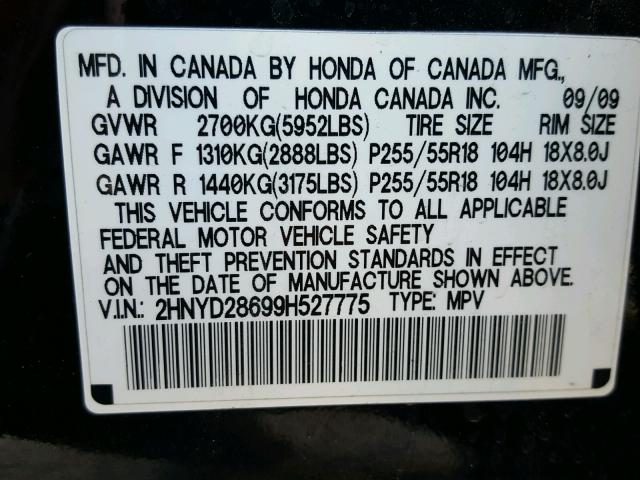 MFD. IN CANADA BY HONDA OF CANADA MFG.,
A DIVISION OF HONDA CANADA INC. 09/09
GVWR 2700KG(5952LBS) TIRE SIZE RIM SIZE
GAWR F 1310KG(2888LBS) P255/55R18 104H 18X8.0J
GAWR R 1440KG(3175LBS) P255/55R18 104H 18X8.0J
THIS VEHICLE CONFORMS TO ALL APPLICABLE
FEDERAL MOTOR VEHICLE SAFETY
AND THEFT PREVENTION STANDARDS IN EFFECT
ON THE DATE OF MANUFACTURE SHOWN ABOVE.
V.I.N.: 2HNYD28699H527775 TYPE: MPV